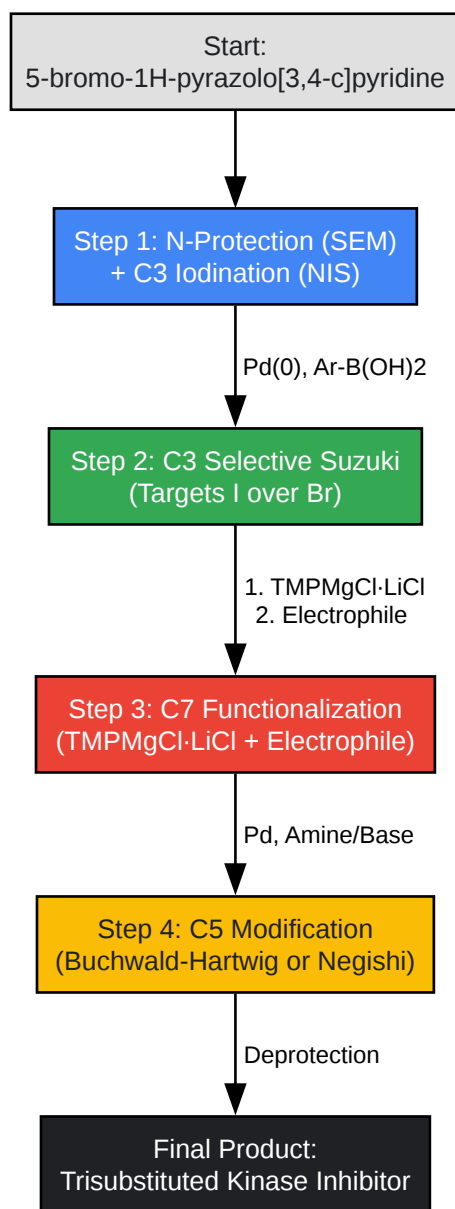 Start:
5-bromo-1H-pyrazolo[3,4-c]pyridine
Step 1: N-Protection (SEM)
+ C3 Iodination (NIS)
Pd(0), Ar-B(OH)2
Step 2: C3 Selective Suzuki
(Targets I over Br)
1. TMPMgCl·LiCl
2. Electrophile
Step 3: C7 Functionalization
(TMPMgCl·LiCl + Electrophile)
Pd, Amine/Base
Step 4: C5 Modification
(Buchwald-Hartwig or Negishi)
Deprotection
Final Product:
Trisubstituted Kinase Inhibitor